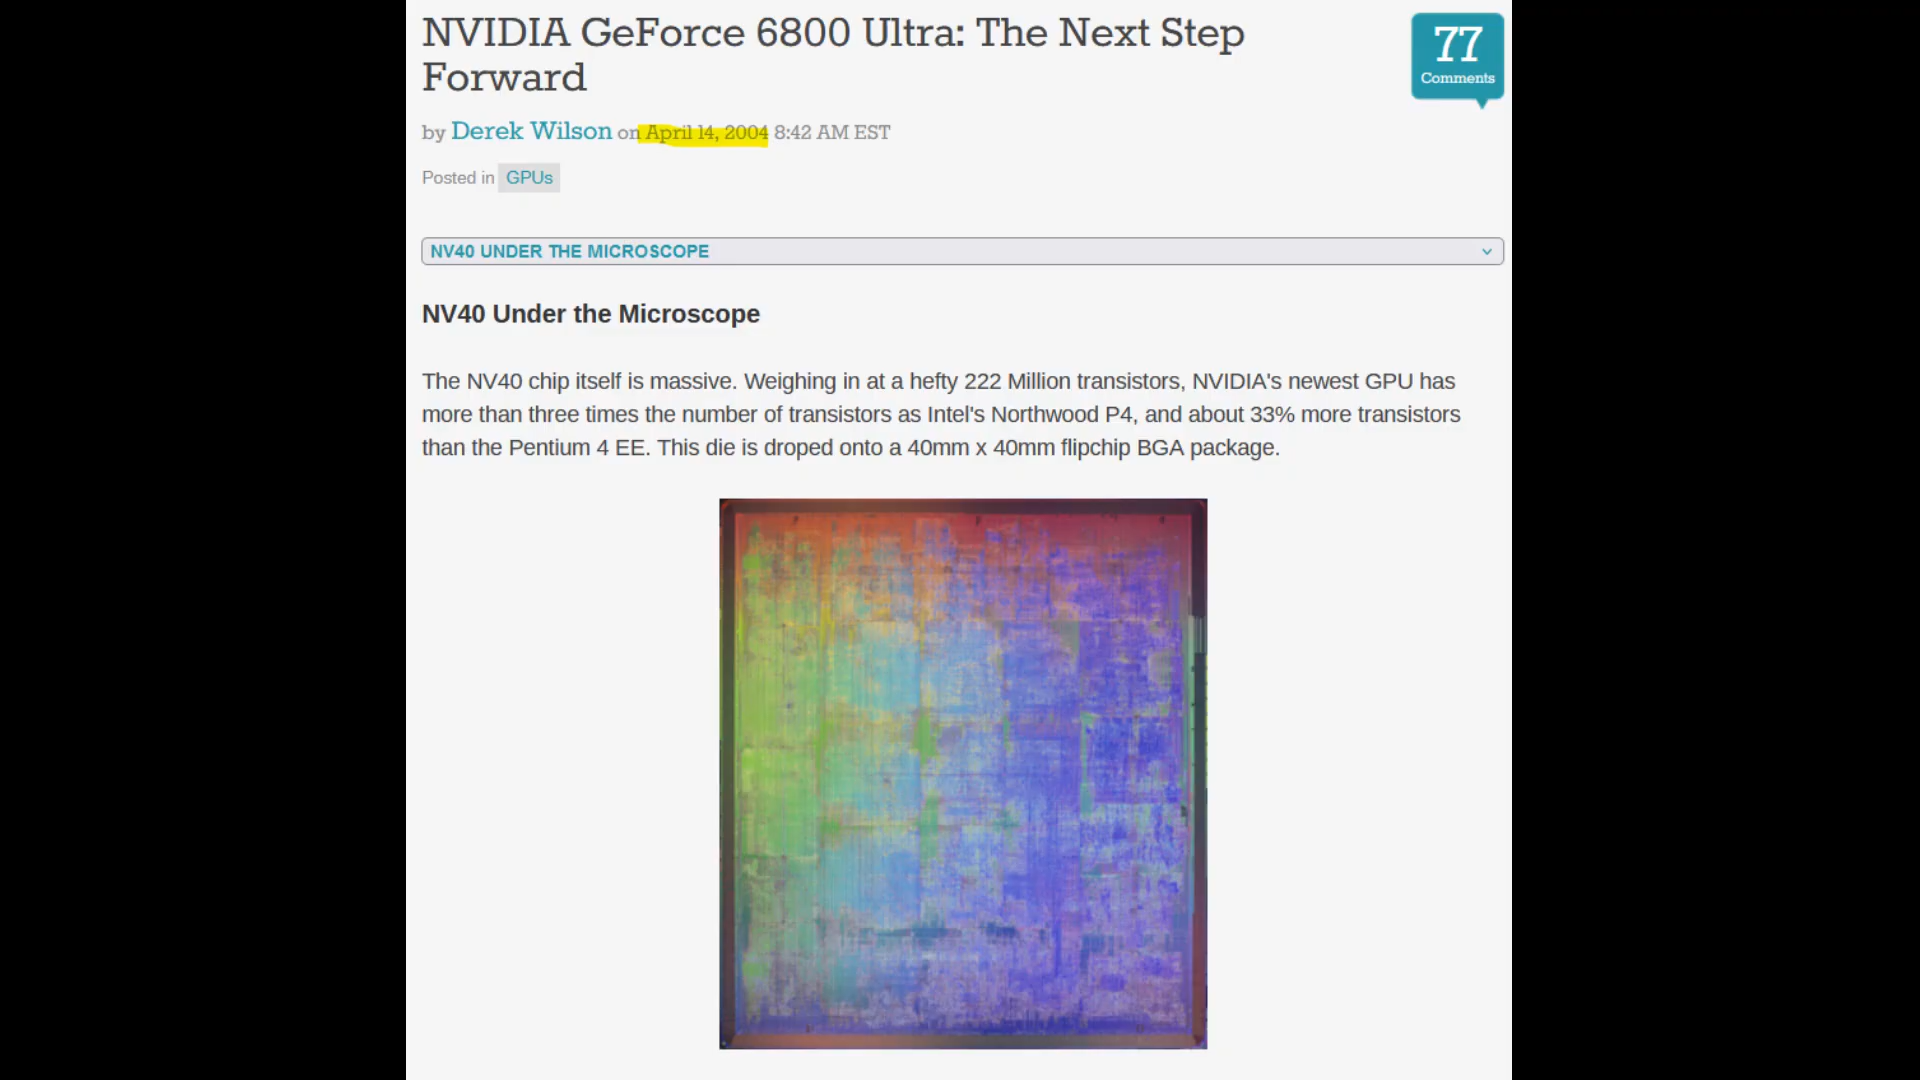 NVIDIA GeForce 6800 Ultra: The Next Step
Forward
77
Comments
by Derek Wilson on April 14, 2004 8:42 AM EST
Posted in GPUs
NV40 UNDER THE MICROSCOPE
NV40 Under the Microscope
The NV40 chip itself is massive. Weighing in at a hefty 222 Million transistors, NVIDIA's newest GPU has
more than three times the number of transistors as Intel's Northwood P4, and about 33% more transistors
than the Pentium 4 EE. This die is droped onto a 40mm x 40mm flipchip BGA package.